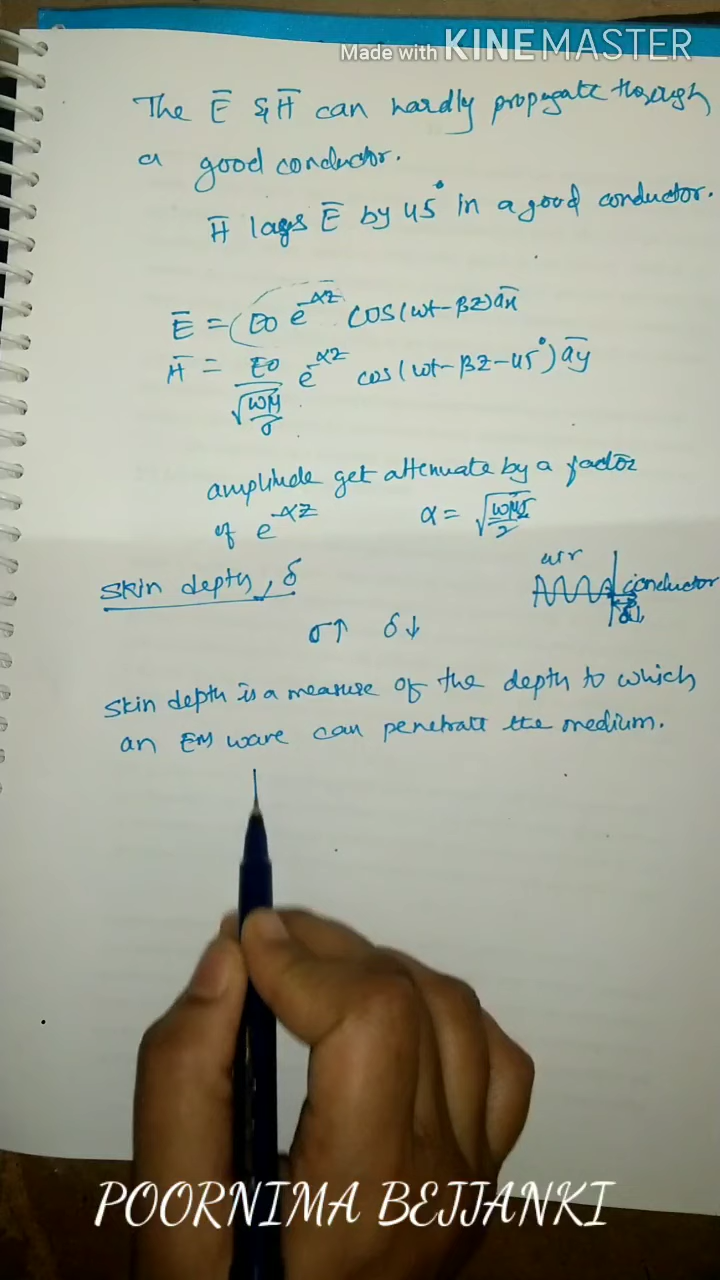 Made with KINEMASTER
The E̅ & H̅ can hardly propagate through
a good conductor.
H̅ lags E̅ by 45° in a good conductor.
E̅ = (E0 e^-αz cos(ωt-βz)a̅x
H̅ = E0/√(ωμ/σ) e^-αz cos(ωt-βz-45°)a̅y
amplitude get attenuate by a factor
of e^-αz α = √(ωμσ/2)
air
conductor
Skin depth, δ
δ
σ↑ δ↓
Skin depth is a measure of the depth to which
an EM wave can penetrate the medium.
POORNIMA BEJJANKI